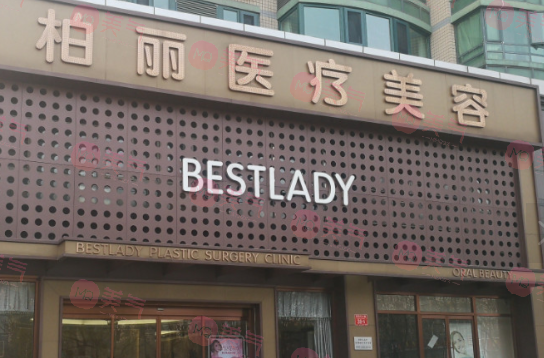 柏丽医疗美容
BESTLADY
BESTLADY PLASTIC SURGERY CLINIC
ORAL BEAUTY